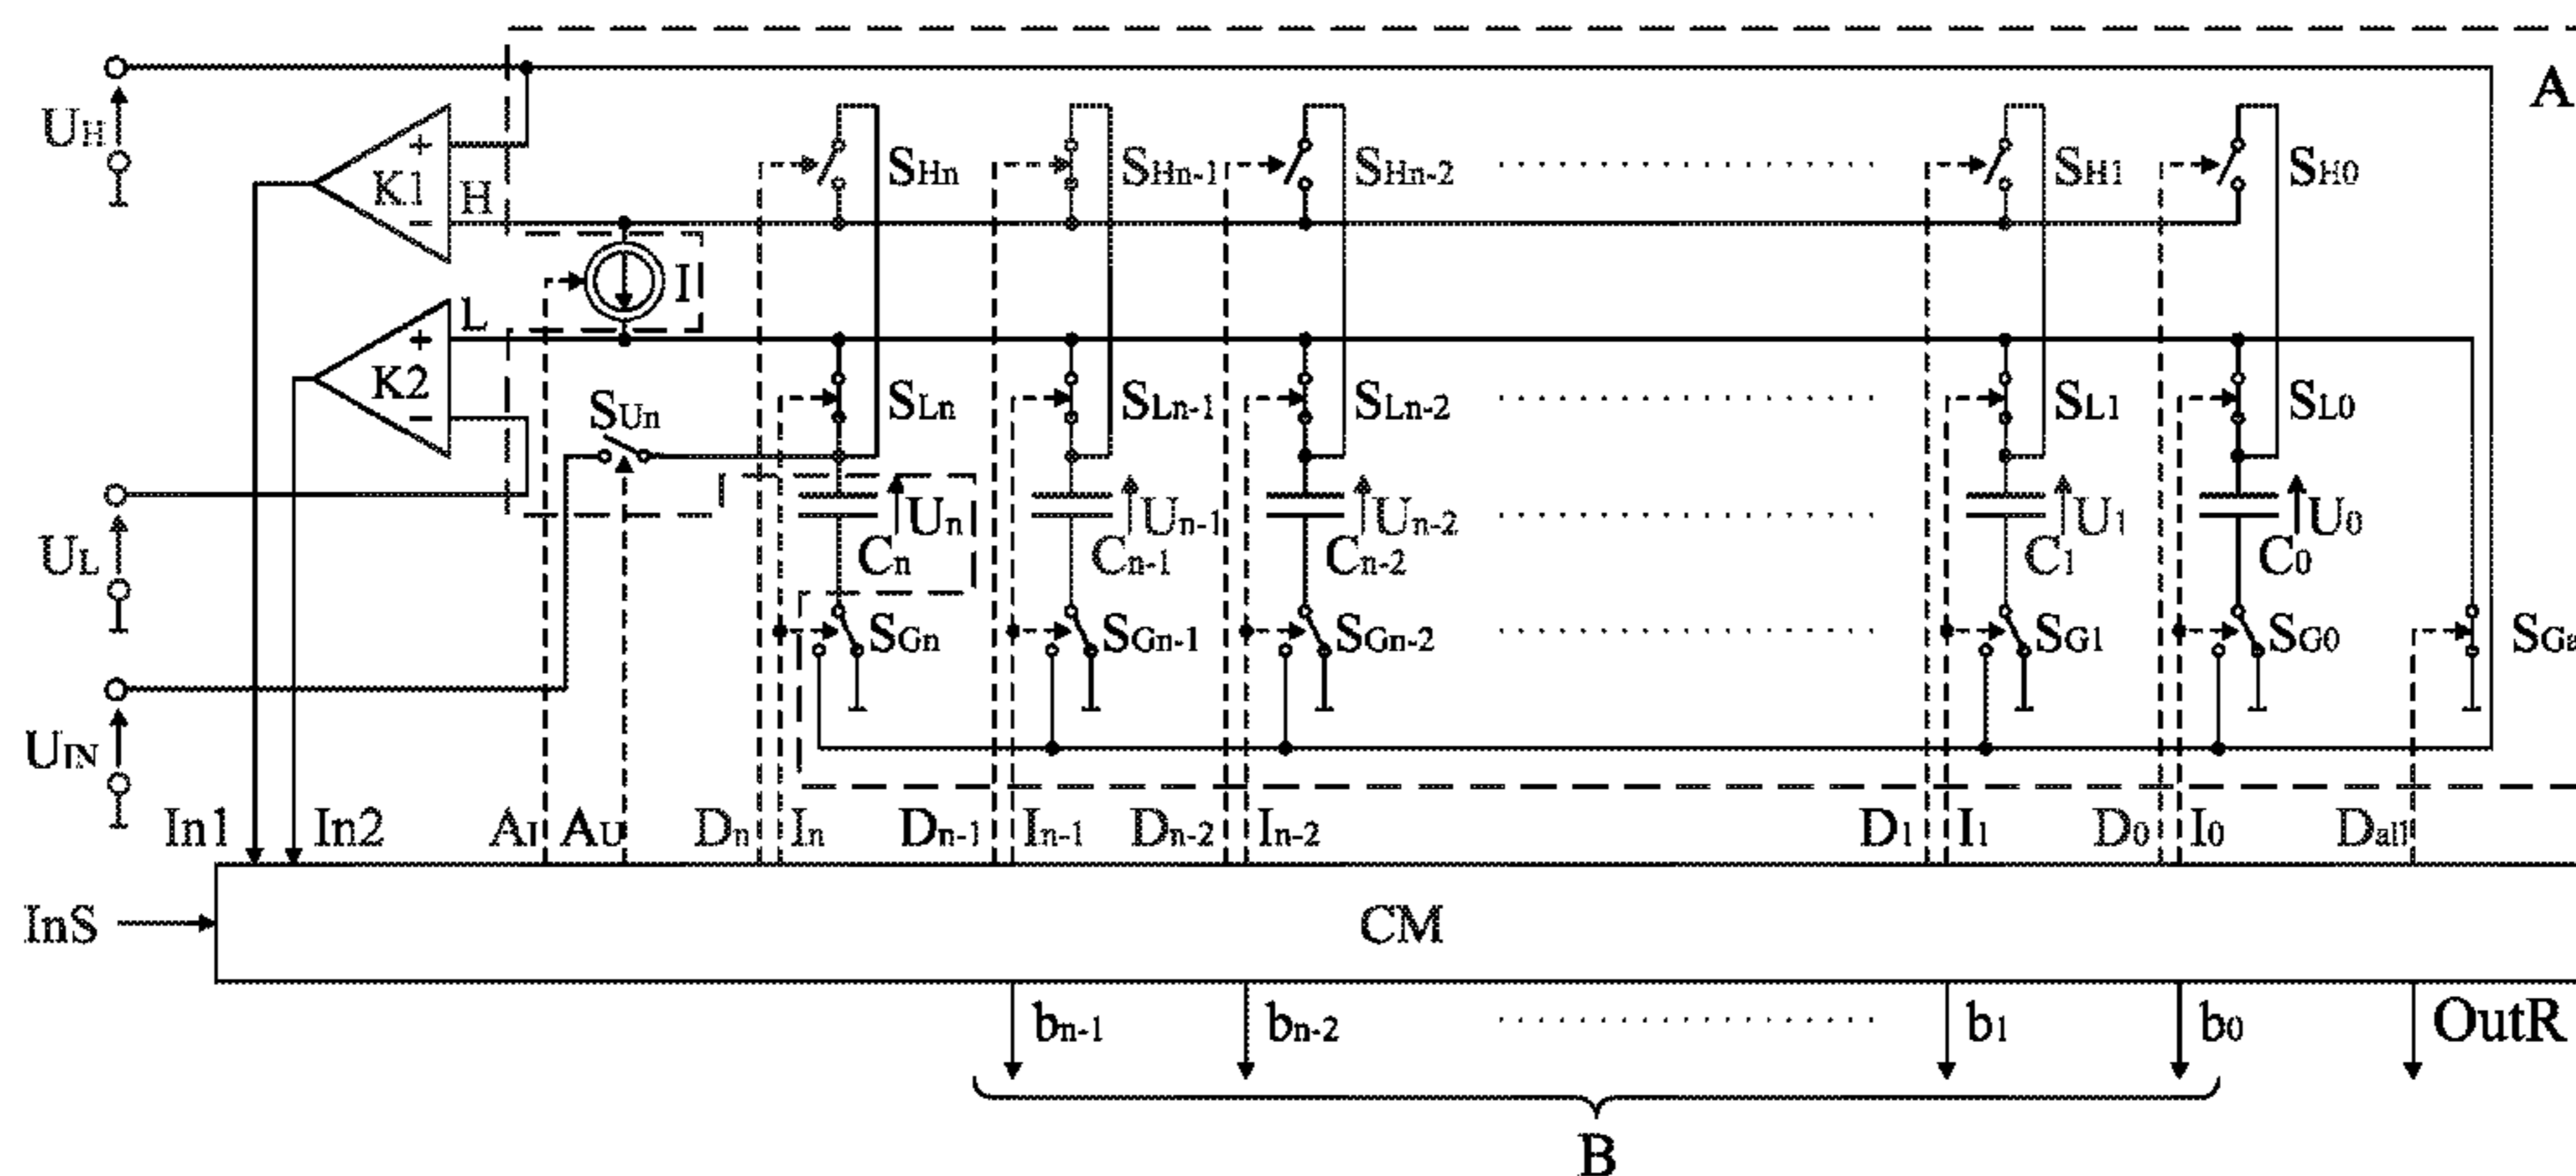 A
UH
K1
+
−
H
SHn
SHn-1
SHn-2
SH1
SH0
I
L
K2
+
−
SUn
SLn
SLn-1
SLn-2
SL1
SL0
UL
Un
Un-1
Un-2
U1
U0
Cn
Cn-1
Cn-2
C1
C0
SGn
SGn-1
SGn-2
SG1
SG0
SGa
UIN
In1
In2
AI
AU
Dn
In
Dn-1
In-1
Dn-2
In-2
D1
I1
D0
I0
Dall
InS
CM
bn-1
bn-2
b1
b0
OutR
B